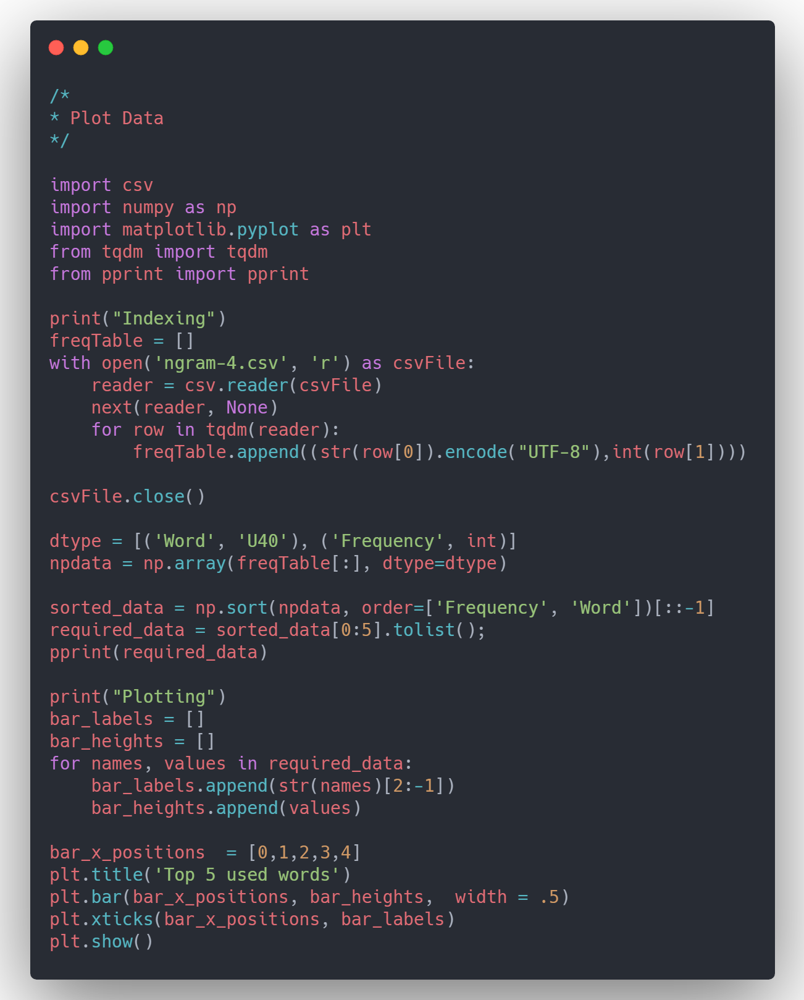 /*
* Plot Data
*/

import csv
import numpy as np
import matplotlib.pyplot as plt
from tqdm import tqdm
from pprint import pprint

print("Indexing")
freqTable = []
with open('ngram-4.csv', 'r') as csvFile:
    reader = csv.reader(csvFile)
    next(reader, None)
    for row in tqdm(reader):
        freqTable.append((str(row[0]).encode("UTF-8"),int(row[1])))

csvFile.close()

dtype = [('Word', 'U40'), ('Frequency', int)]
npdata = np.array(freqTable[:], dtype=dtype)

sorted_data = np.sort(npdata, order=['Frequency', 'Word'])[::-1]
required_data = sorted_data[0:5].tolist();
pprint(required_data)

print("Plotting")
bar_labels = []
bar_heights = []
for names, values in required_data:
    bar_labels.append(str(names)[2:-1])
    bar_heights.append(values)

bar_x_positions  = [0,1,2,3,4]
plt.title('Top 5 used words')
plt.bar(bar_x_positions, bar_heights,  width = .5)
plt.xticks(bar_x_positions, bar_labels)
plt.show()